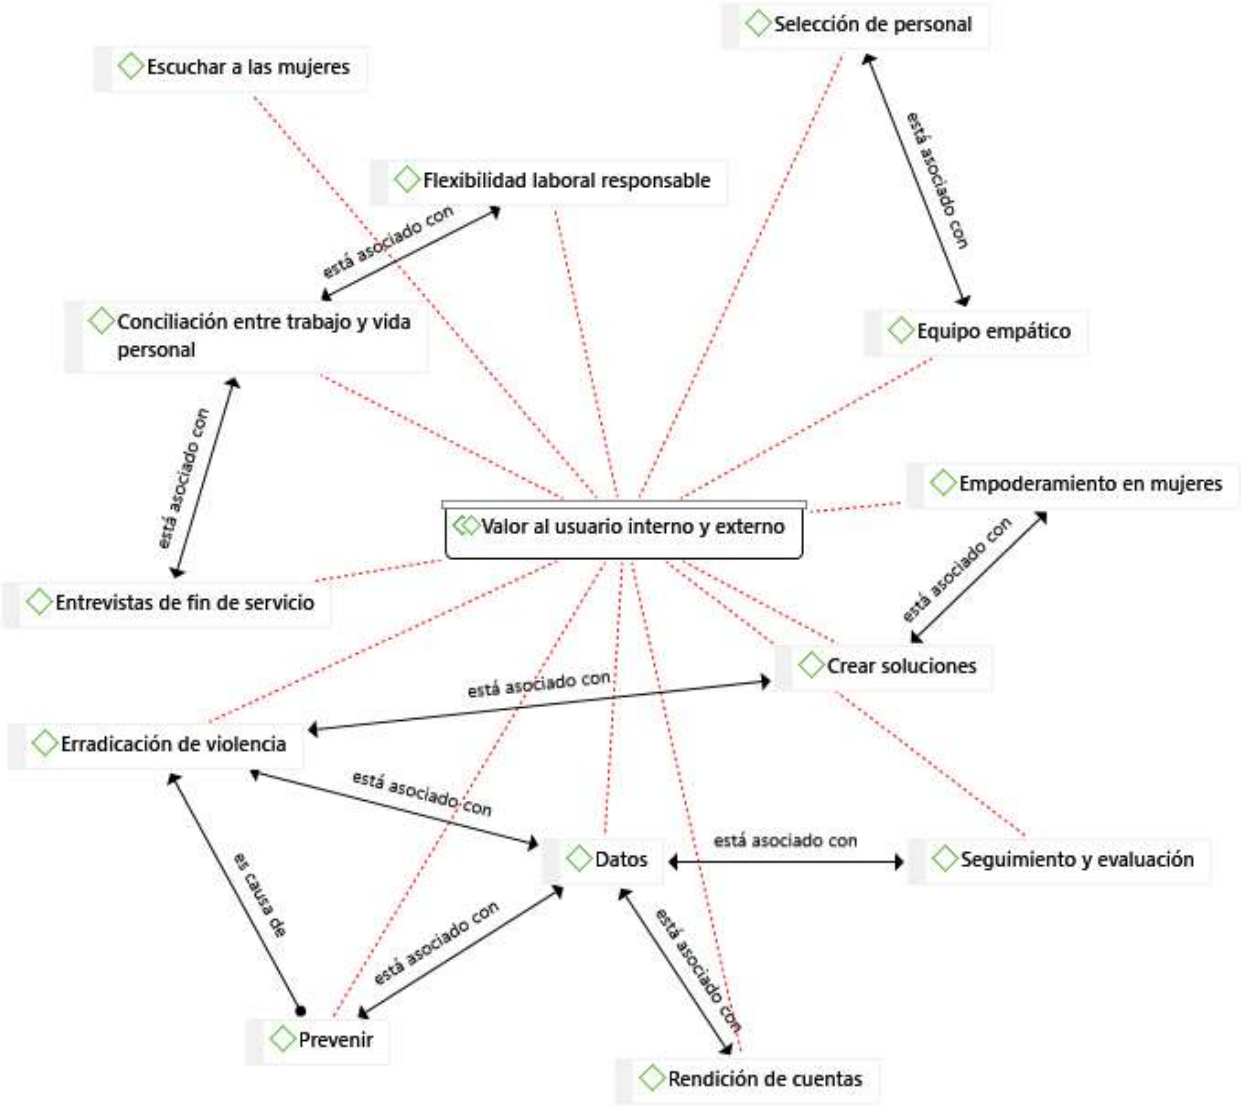 Selección de personal
Escuchar a las mujeres
está asociado con
Flexibilidad laboral responsable
está asociado con
Conciliación entre trabajo y vida
personal
Equipo empático
está asociado con
Empoderamiento en mujeres
Valor al usuario interno y externo
está asociado con
Entrevistas de fin de servicio
Crear soluciones
está asociado con
Erradicación de violencia
está asociado con
está asociado con
Datos
Seguimiento y evaluación
es causa de
está asociado con
está asociado con
Prevenir
Rendición de cuentas